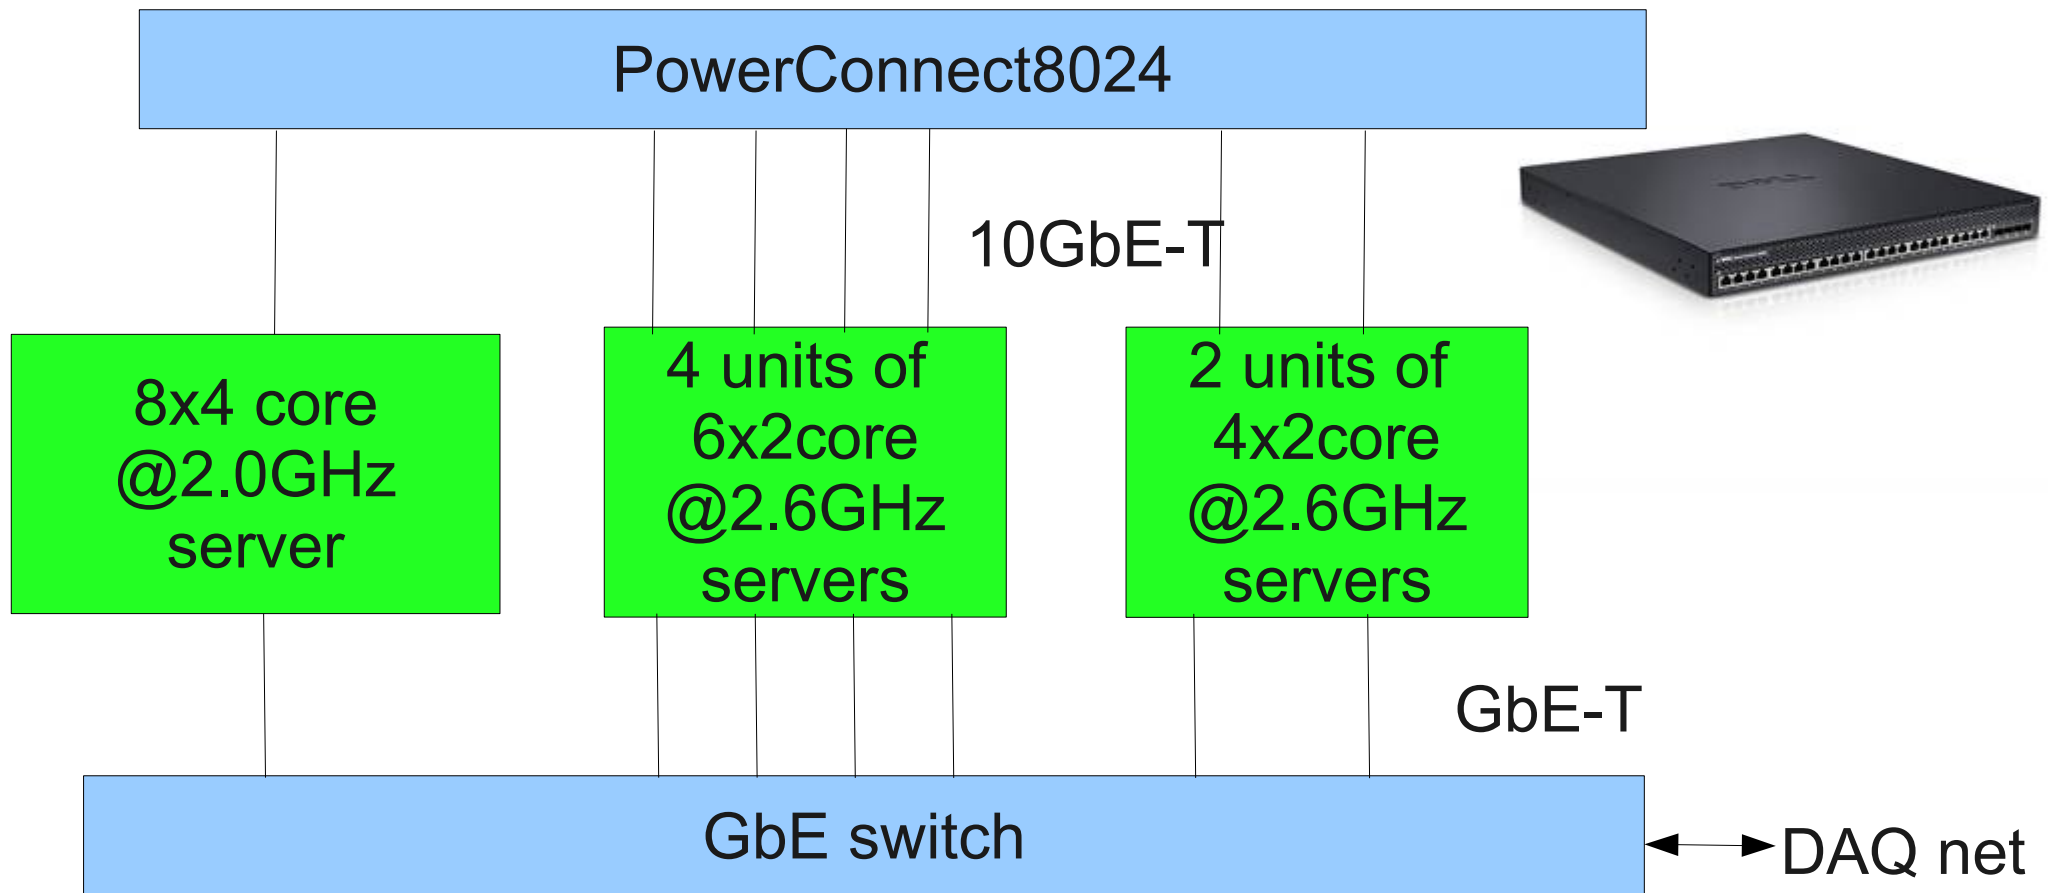 PowerConnect8024
10GbE-T
8x4 core
@2.0GHz
server
4 units of
6x2core
@2.6GHz
servers
2 units of
4x2core
@2.6GHz
servers
GbE-T
GbE switch
DAQ net